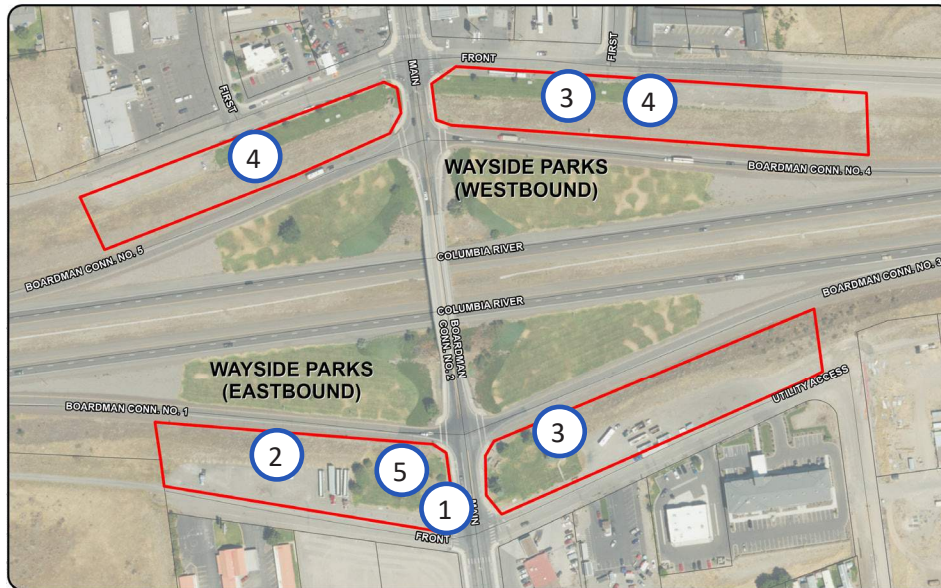 FRONT
FIRST
MAIN
FIRST
3
4
4
WAYSIDE PARKS
(WESTBOUND)
BOARDMAN CONN. NO. 4
BOARDMAN CONN. NO. 5
COLUMBIA RIVER
BOARDMAN CONN. NO. 3
COLUMBIA RIVER
BOARDMAN
CONN. NO. 2
WAYSIDE PARKS
(EASTBOUND)
UTILITY ACCESS
BOARDMAN CONN. NO. 1
3
2
5
1
MAIN
FRONT